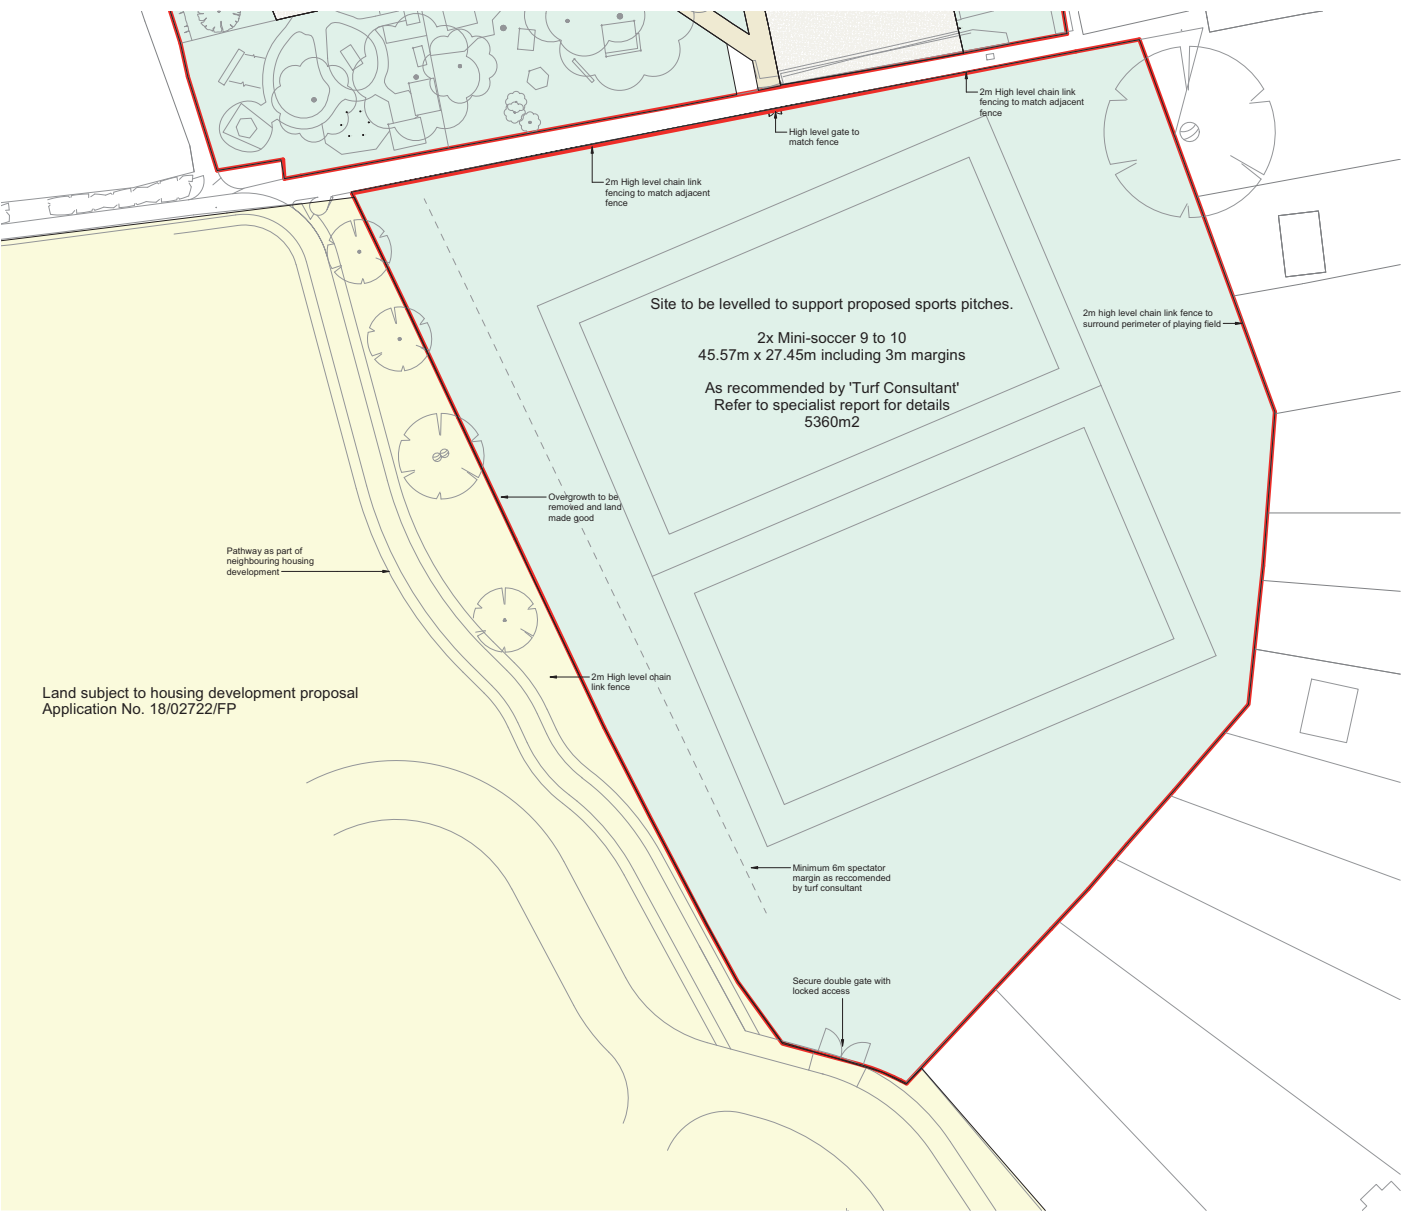 2m High level chain link
fencing to match adjacent
fence
High level gate to
match fence
2m High level chain link
fencing to match adjacent
fence
Site to be levelled to support proposed sports pitches.
2x Mini-soccer 9 to 10
45.57m x 27.45m including 3m margins
As recommended by 'Turf Consultant'
Refer to specialist report for details
5360m2
2m high level chain link fence to
surround perimeter of playing field
Overgrowth to be
removed and land
made good
Pathway as part of
neighbouring housing
development
2m High level chain
link fence
Land subject to housing development proposal
Application No. 18/02722/FP
Minimum 6m spectator
margin as reccomended
by turf consultant
Secure double gate with
locked access